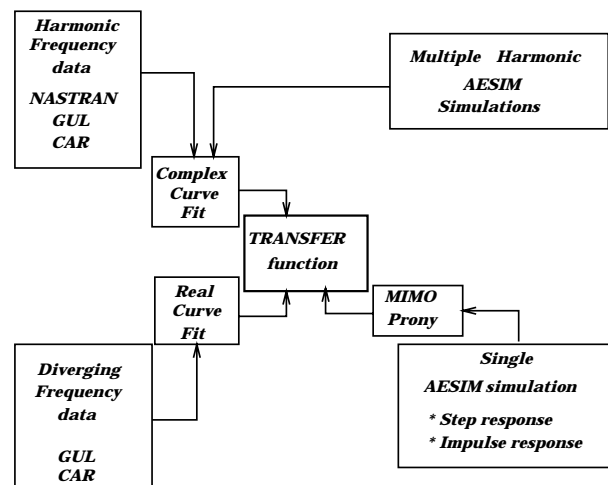 Harmonic
Frequency
data
NASTRAN
GUL
CAR
Multiple Harmonic
AESIM
Simulations
Complex
Curve
Fit
TRANSFER
function
Real
Curve
Fit
MIMO
Prony
Diverging
Frequency
data
GUL
CAR
Single
AESIM simulation
* Step response
* Impulse response